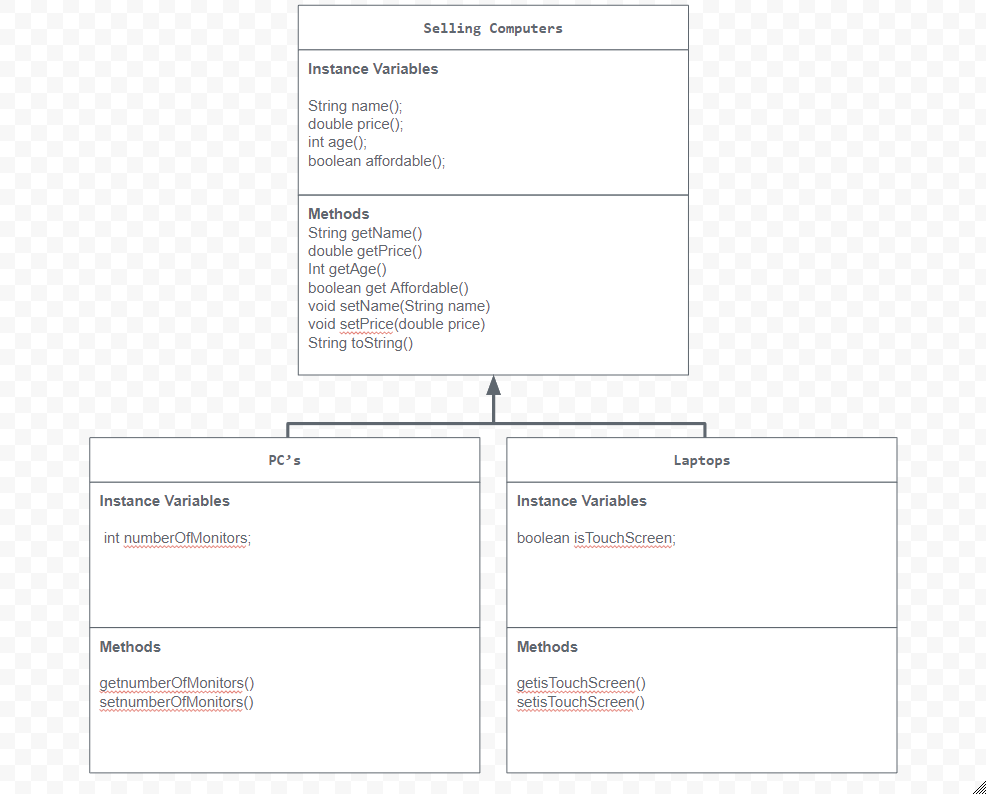 Selling Computers
Instance Variables
String name();
double price();
int age();
boolean affordable();
Methods
String getName()
double getPrice()
Int getAge()
boolean get Affordable()
void setName(String name)
void setPrice(double price)
String toString()
PC’s
Instance Variables
int numberOfMonitors;
Methods
getnumberOfMonitors()
setnumberOfMonitors()
Laptops
Instance Variables
boolean isTouchScreen;
Methods
getisTouchScreen()
setisTouchScreen()